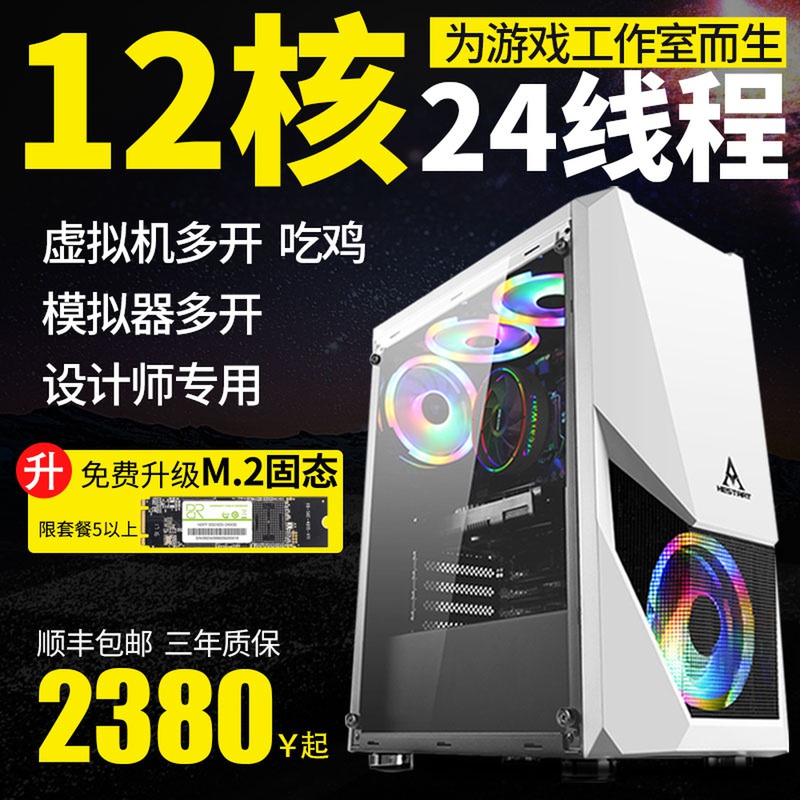 12核
为游戏工作室而生
24线程
虚拟机多开 吃鸡
模拟器多开
设计师专用
升
免费升级M.2固态
限套餐5以上
顺丰包邮 三年质保
2380
¥起
GreatWall